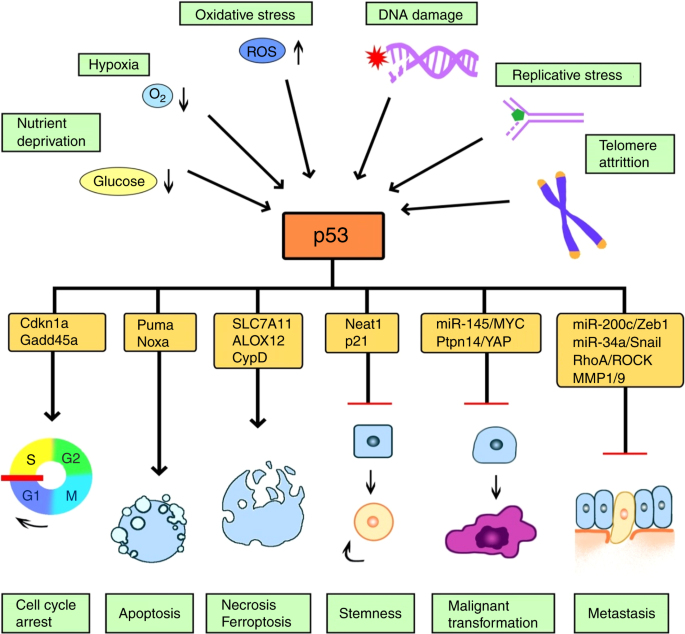 Oxidative stress
DNA damage
ROS
Hypoxia
O2
Replicative stress
Nutrient
deprivation
Telomere
attrittion
Glucose
p53
Cdkn1a
Gadd45a
Puma
Noxa
SLC7A11
ALOX12
CypD
Neat1
p21
miR-145/MYC
Ptpn14/YAP
miR-200c/Zeb1
miR-34a/Snail
RhoA/ROCK
MMP1/9
S
G2
G1
M
Cell cycle
arrest
Apoptosis
Necrosis
Ferroptosis
Stemness
Malignant
transformation
Metastasis